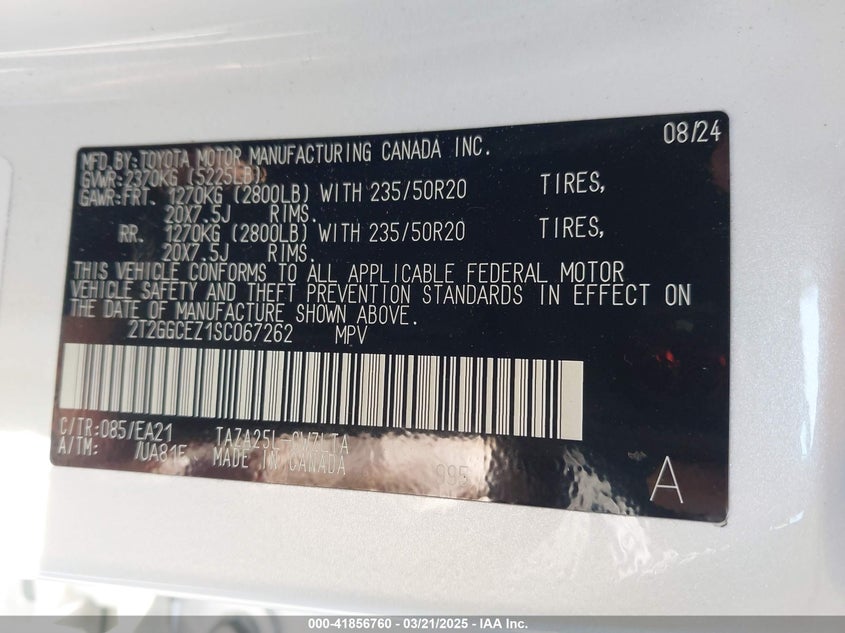 08/24
MFD.BY:TOYOTA MOTOR MANUFACTURING CANADA INC.
GVWR:2370KG (5225LB)
GAWR:FRT. 1270KG (2800LB) WITH 235/50R20 TIRES,
20X7.5J RIMS.
RR. 1270KG (2800LB) WITH 235/50R20 TIRES,
20X7.5J RIMS.
THIS VEHICLE CONFORMS TO ALL APPLICABLE FEDERAL MOTOR
VEHICLE SAFETY AND THEFT PREVENTION STANDARDS IN EFFECT ON
THE DATE OF MANUFACTURE SHOWN ABOVE.
2T2GGCEZ1SC067262 MPV
C/TR:085/EA21
A/TM: /UA81F
MADE IN CANADA
995
A
000-41856760 - 03/21/2025 - IAA Inc.